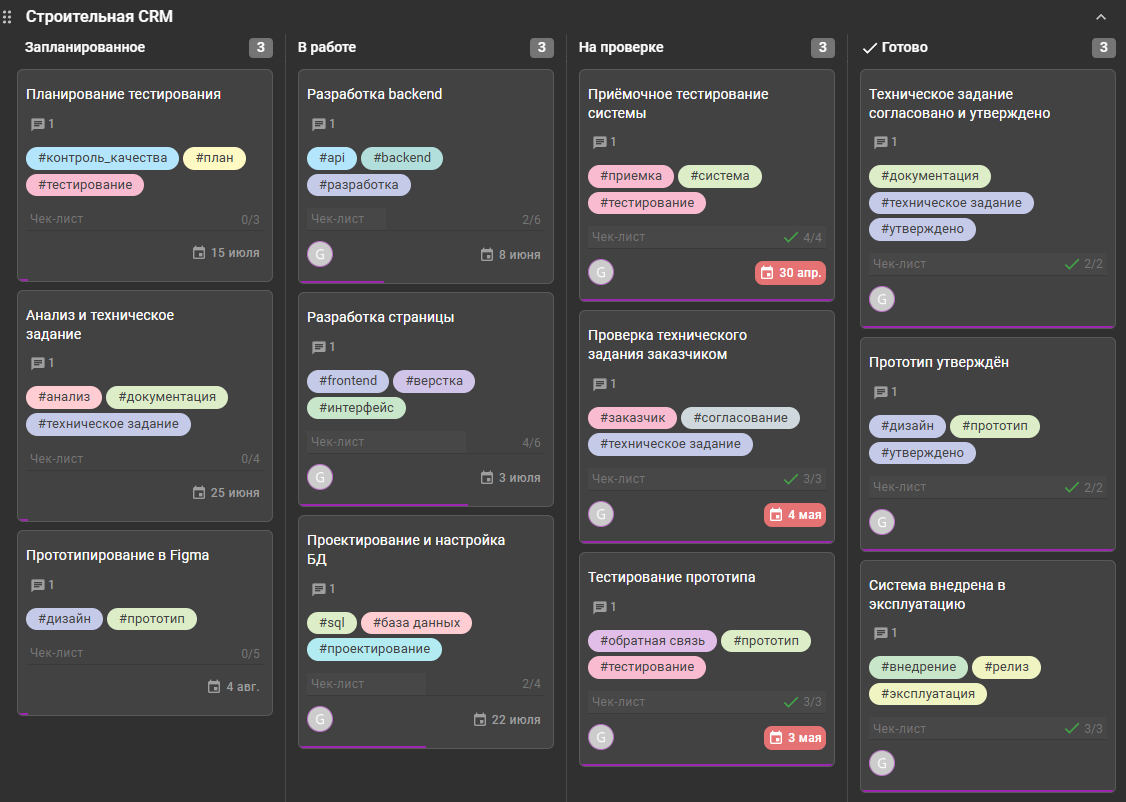 Строительная CRM
Запланированное 3
Планирование тестирования
1
#контроль_качества #план
#тестирование
Чек-лист 0/3
15 июля
Анализ и техническое
задание
1
#анализ #документация
#техническое задание
Чек-лист 0/4
25 июня
Прототипирование в Figma
1
#дизайн #прототип
Чек-лист 0/5
4 авг.
В работе 3
Разработка backend
1
#api #backend
#разработка
Чек-лист 2/6
G 8 июня
Разработка страницы
1
#frontend #верстка
#интерфейс
Чек-лист 4/6
G 3 июля
Проектирование и настройка
БД
1
#sql #база данных
#проектирование
Чек-лист 2/4
G 22 июля
На проверке 3
Приёмочное тестирование
системы
1
#приемка #система
#тестирование
Чек-лист 4/4
G 30 апр.
Проверка технического
задания заказчиком
1
#заказчик #согласование
#техническое задание
Чек-лист 3/3
G 4 мая
Тестирование прототипа
1
#обратная связь #прототип
#тестирование
Чек-лист 3/3
G 3 мая
Готово 3
Техническое задание
согласовано и утверждено
1
#документация
#техническое задание
#утверждено
Чек-лист 2/2
G
Прототип утверждён
1
#дизайн #прототип
#утверждено
Чек-лист 2/2
G
Система внедрена в
эксплуатацию
1
#внедрение #релиз
#эксплуатация
Чек-лист 3/3
G